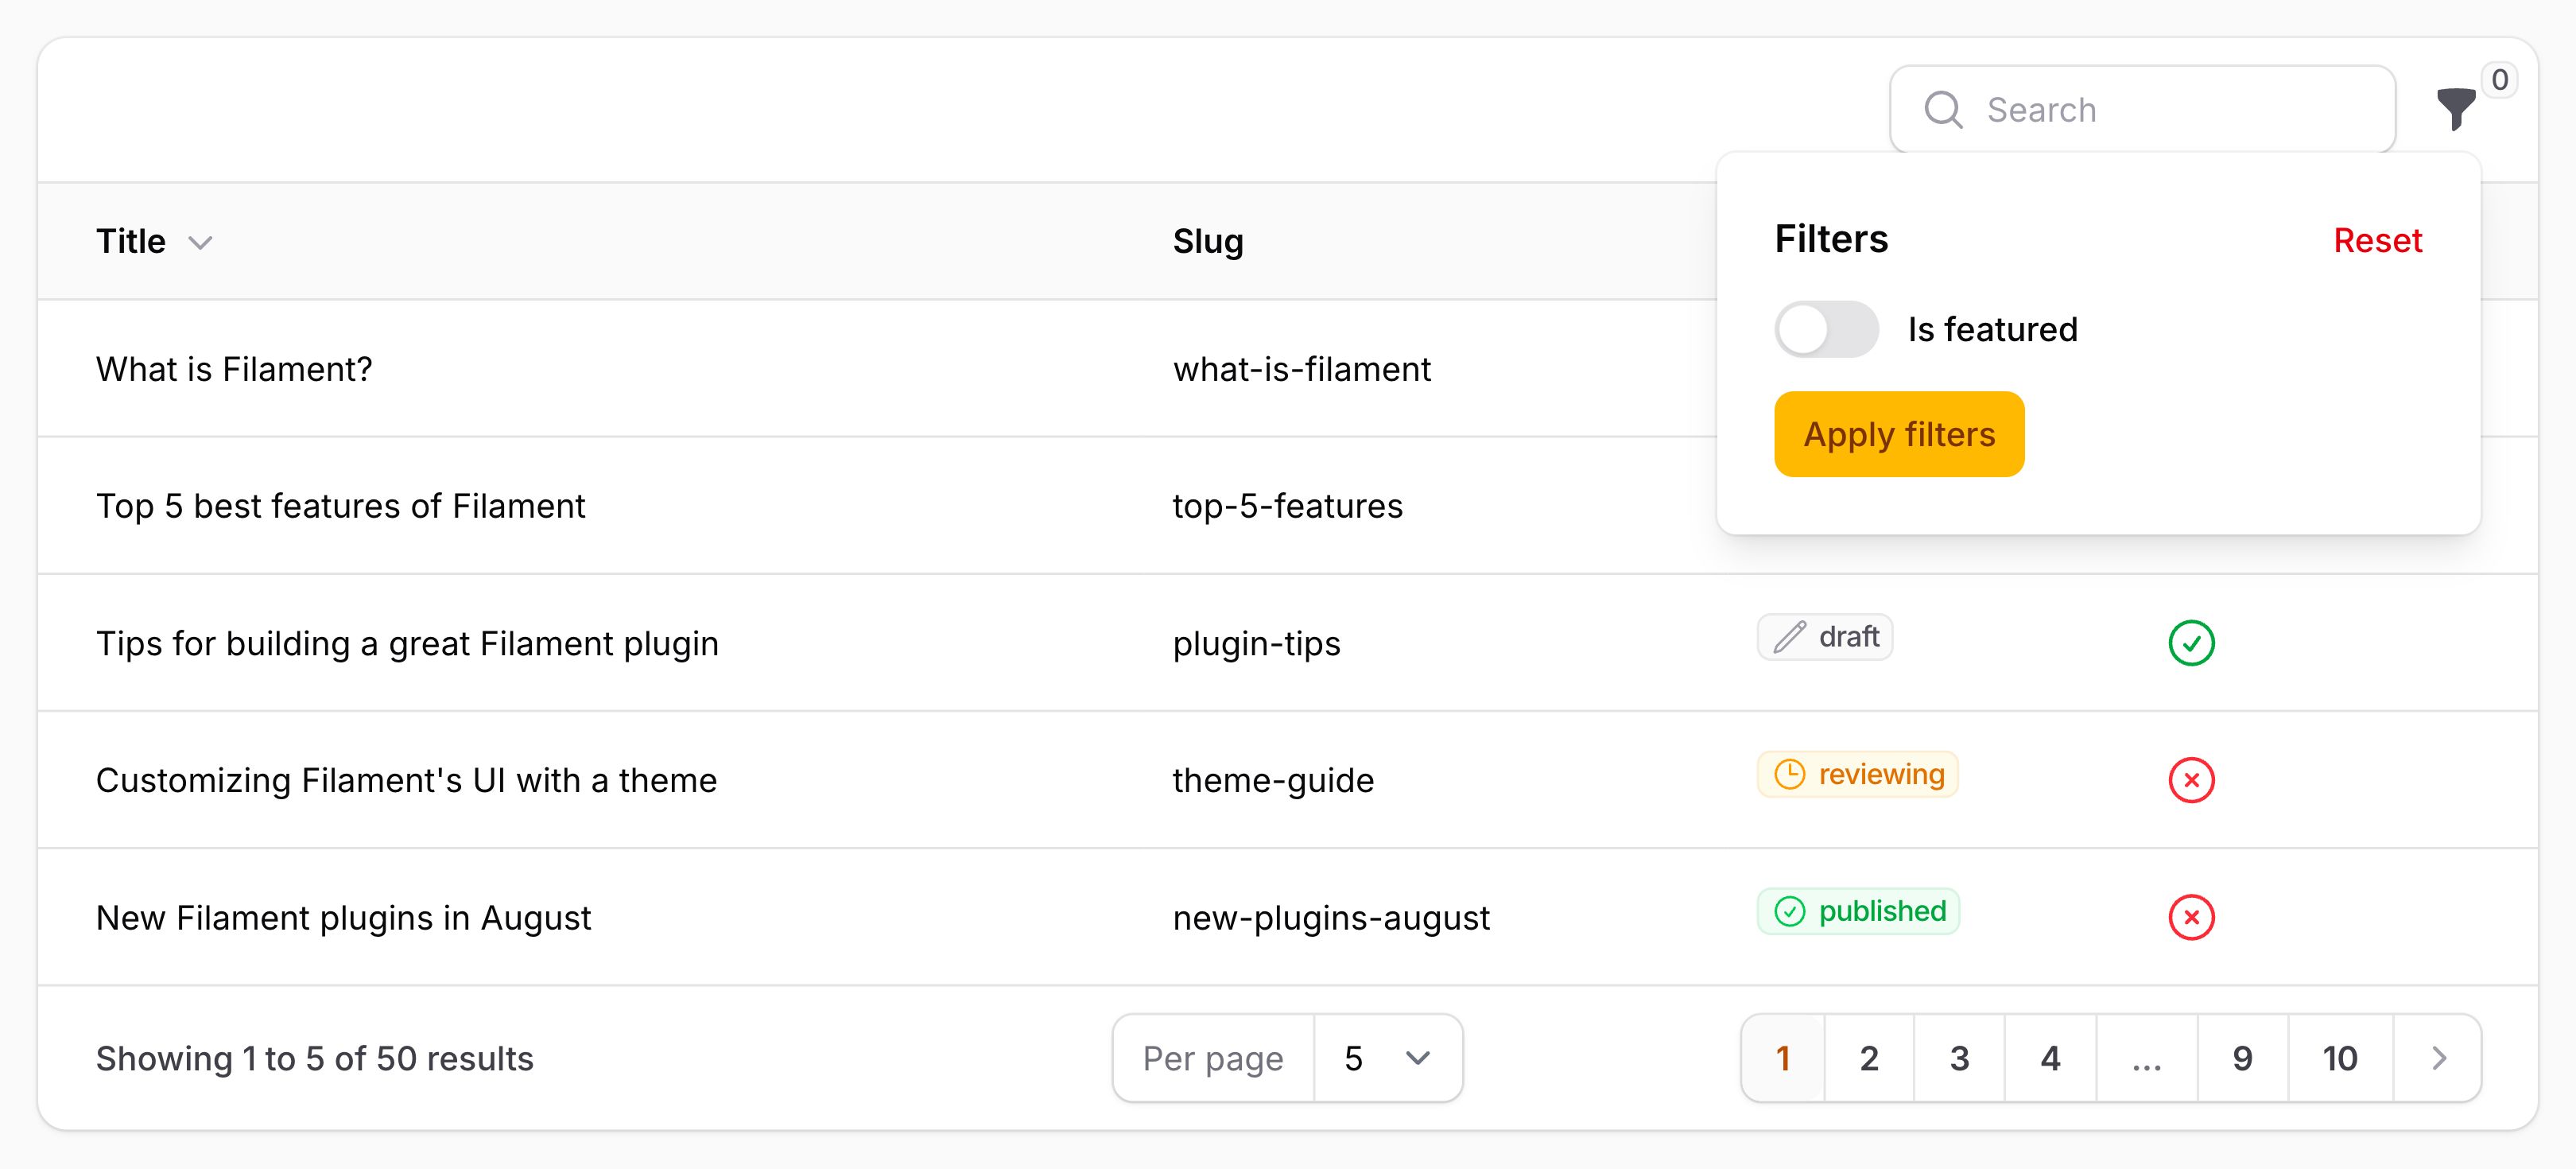 Search
0
Title
Slug
Filters
Reset
Is featured
Apply filters
What is Filament?
what-is-filament
Top 5 best features of Filament
top-5-features
Tips for building a great Filament plugin
plugin-tips
draft
Customizing Filament's UI with a theme
theme-guide
reviewing
New Filament plugins in August
new-plugins-august
published
Showing 1 to 5 of 50 results
Per page
5
1
2
3
4
...
9
10